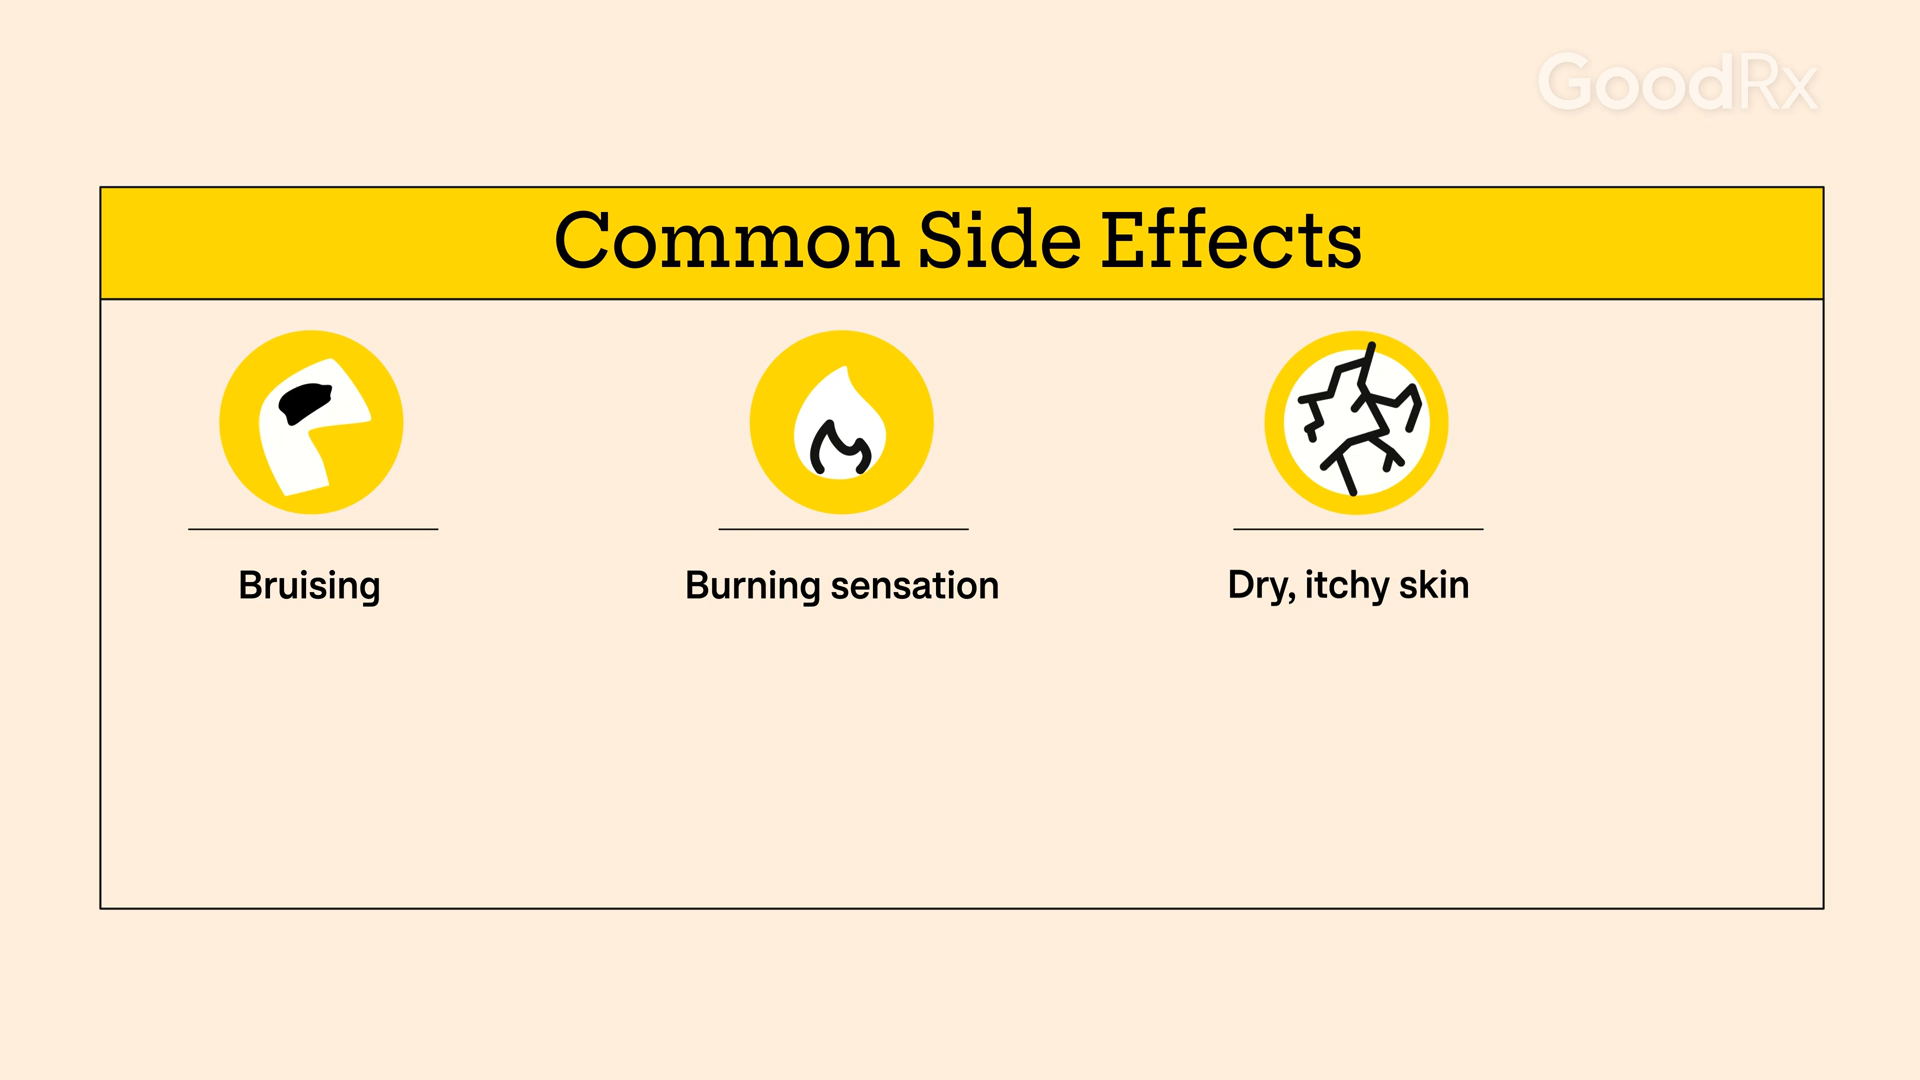 GoodRx
Common Side Effects
Bruising
Burning sensation
Dry, itchy skin